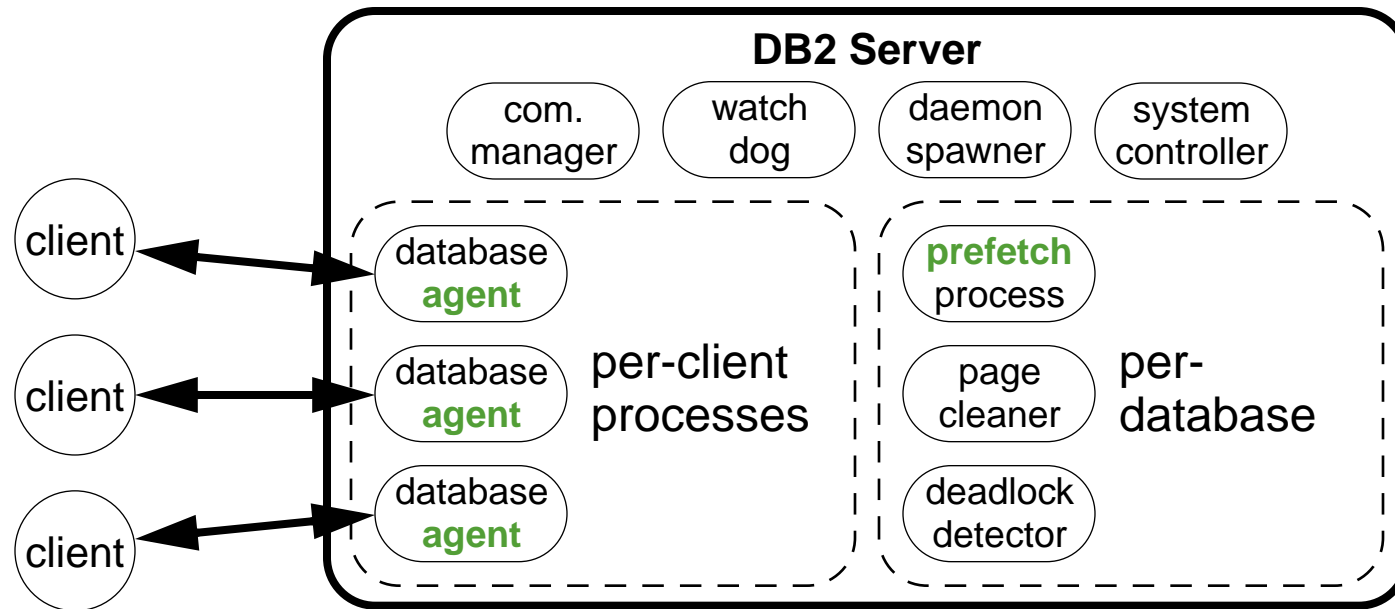 DB2 Server
com.
manager
watch
dog
daemon
spawner
system
controller
client
client
client
database
agent
database
agent
database
agent
per-client
processes
prefetch
process
page
cleaner
deadlock
detector
per-
database